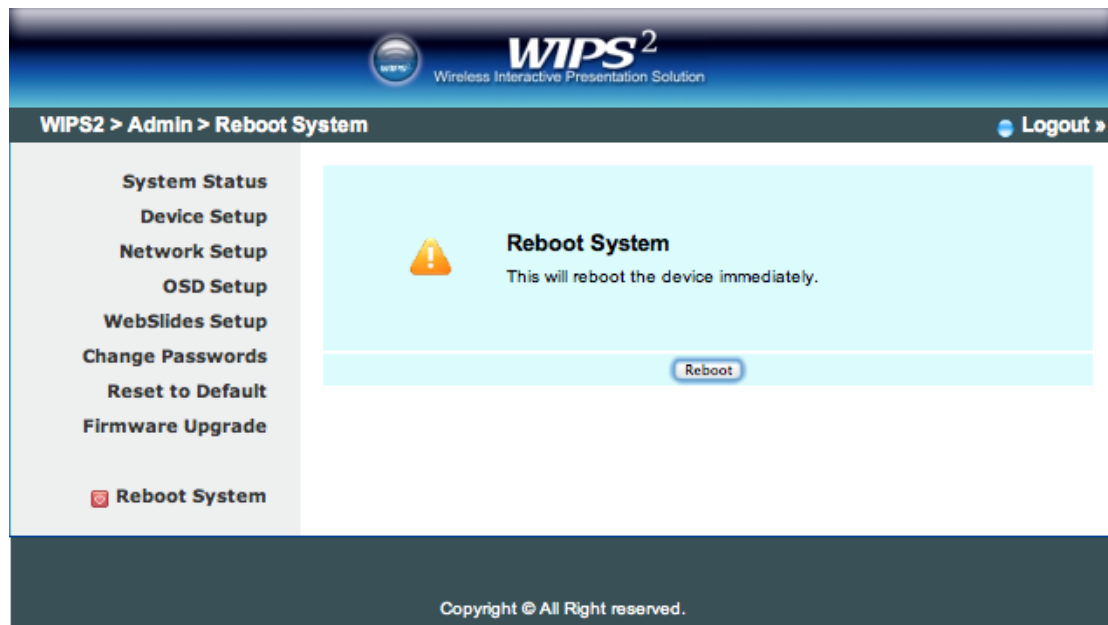 WIPS2
WIPS
Wireless Interactive Presentation Solution
WIPS2 > Admin > Reboot System
Logout »
System Status
Device Setup
Network Setup
OSD Setup
WebSlides Setup
Change Passwords
Reset to Default
Firmware Upgrade
Reboot System
Reboot System
This will reboot the device immediately.
Reboot
Copyright © All Right reserved.